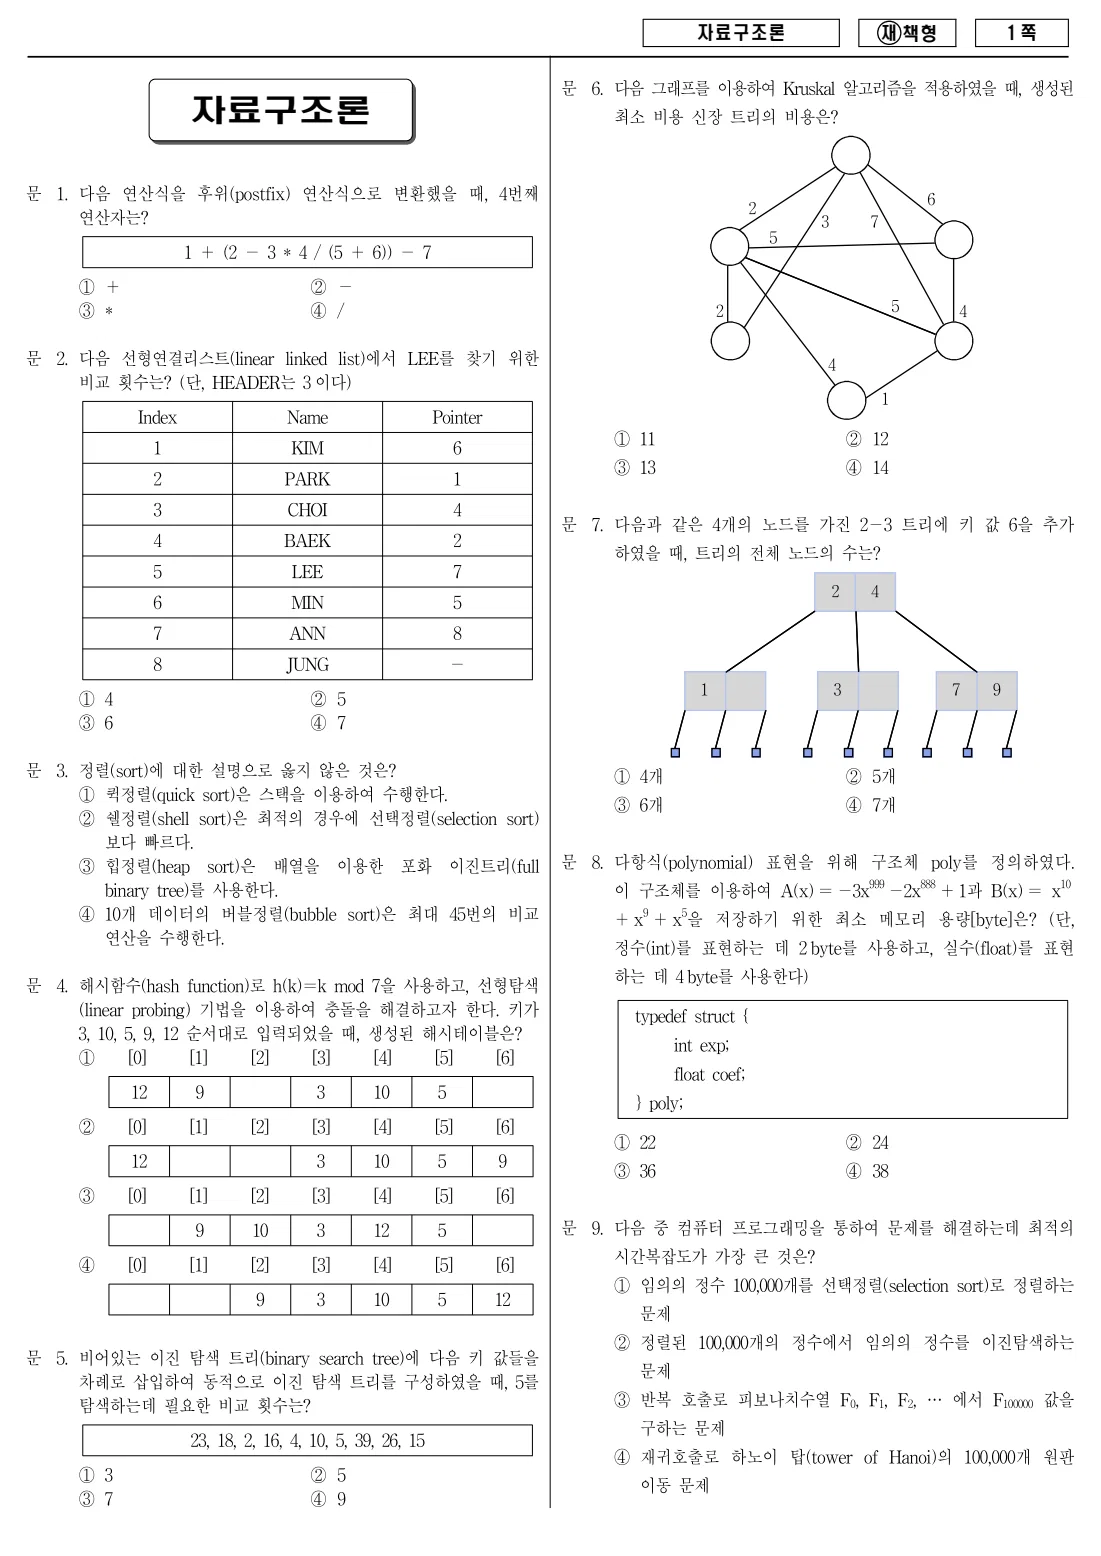 자료구조론
재책형
1쪽
자료구조론
문 1. 다음 연산식을 후위(postfix) 연산식으로 변환했을 때, 4번째
연산자는?
1 + (2 − 3 * 4 / (5 + 6)) − 7
① +
② −
③ *
④ /
문 2. 다음 선형연결리스트(linear linked list)에서 LEE를 찾기 위한
비교 횟수는? (단, HEADER는 3이다)
Index Name Pointer
1 KIM 6
2 PARK 1
3 CHOI 4
4 BAEK 2
5 LEE 7
6 MIN 5
7 ANN 8
8 JUNG −
① 4
② 5
③ 6
④ 7
문 3. 정렬(sort)에 대한 설명으로 옳지 않은 것은?
① 퀵정렬(quick sort)은 스택을 이용하여 수행한다.
② 쉘정렬(shell sort)은 최적의 경우에 선택정렬(selection sort)
보다 빠르다.
③ 힙정렬(heap sort)은 배열을 이용한 포화 이진트리(full
binary tree)를 사용한다.
④ 10개 데이터의 버블정렬(bubble sort)은 최대 45번의 비교
연산을 수행한다.
문 4. 해시함수(hash function)로 h(k)=k mod 7을 사용하고, 선형탐색
(linear probing) 기법을 이용하여 충돌을 해결하고자 한다. 키가
3, 10, 5, 9, 12 순서대로 입력되었을 때, 생성된 해시테이블은?
① [0] [1] [2] [3] [4] [5] [6]
12 9 3 10 5
② [0] [1] [2] [3] [4] [5] [6]
12 3 10 5 9
③ [0] [1] [2] [3] [4] [5] [6]
9 10 3 12 5
④ [0] [1] [2] [3] [4] [5] [6]
9 3 10 5 12
문 5. 비어있는 이진 탐색 트리(binary search tree)에 다음 키 값들을
차례로 삽입하여 동적으로 이진 탐색 트리를 구성하였을 때, 5를
탐색하는데 필요한 비교 횟수는?
23, 18, 2, 16, 4, 10, 5, 39, 26, 15
① 3
② 5
③ 7
④ 9
문 6. 다음 그래프를 이용하여 Kruskal 알고리즘을 적용하였을 때, 생성된
최소 비용 신장 트리의 비용은?
2
3
7
6
5
2
5
4
4
1
① 11
② 12
③ 13
④ 14
문 7. 다음과 같은 4개의 노드를 가진 2−3 트리에 키 값 6을 추가
하였을 때, 트리의 전체 노드의 수는?
2 4
1
3
7 9
① 4개
② 5개
③ 6개
④ 7개
문 8. 다항식(polynomial) 표현을 위해 구조체 poly를 정의하였다.
이 구조체를 이용하여 A(x) = −3x⁹⁹⁹ −2x⁸⁸⁸ + 1과 B(x) = x¹⁰
+ x⁹ + x⁵을 저장하기 위한 최소 메모리 용량[byte]은? (단,
정수(int)를 표현하는 데 2byte를 사용하고, 실수(float)를 표현
하는 데 4byte를 사용한다)
typedef struct {
int exp;
float coef;
} poly;
① 22
② 24
③ 36
④ 38
문 9. 다음 중 컴퓨터 프로그래밍을 통하여 문제를 해결하는데 최적의
시간복잡도가 가장 큰 것은?
① 임의의 정수 100,000개를 선택정렬(selection sort)로 정렬하는
문제
② 정렬된 100,000개의 정수에서 임의의 정수를 이진탐색하는
문제
③ 반복 호출로 피보나치수열 F₀, F₁, F₂, ⋯ 에서 F₁₀₀₀₀₀ 값을
구하는 문제
④ 재귀호출로 하노이 탑(tower of Hanoi)의 100,000개 원판
이동 문제